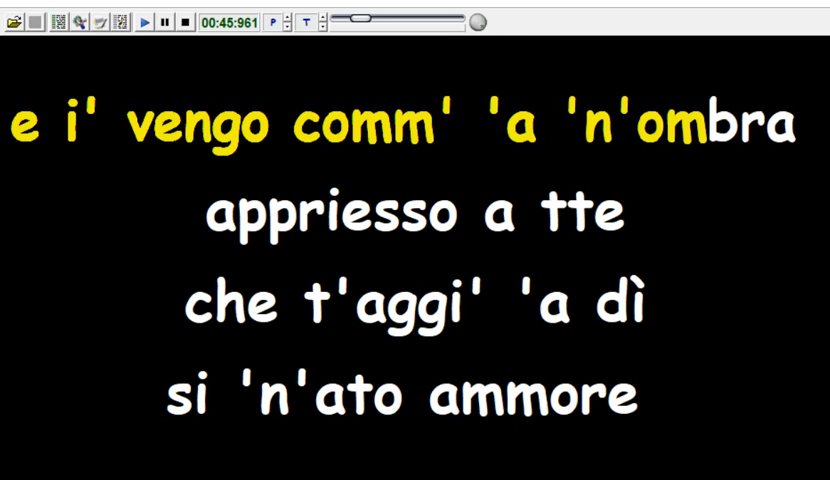 00:45:961 P T
e i' vengo comm' 'a 'n'ombra
appriesso a tte
che t'aggi' 'a dì
si 'n'ato ammore